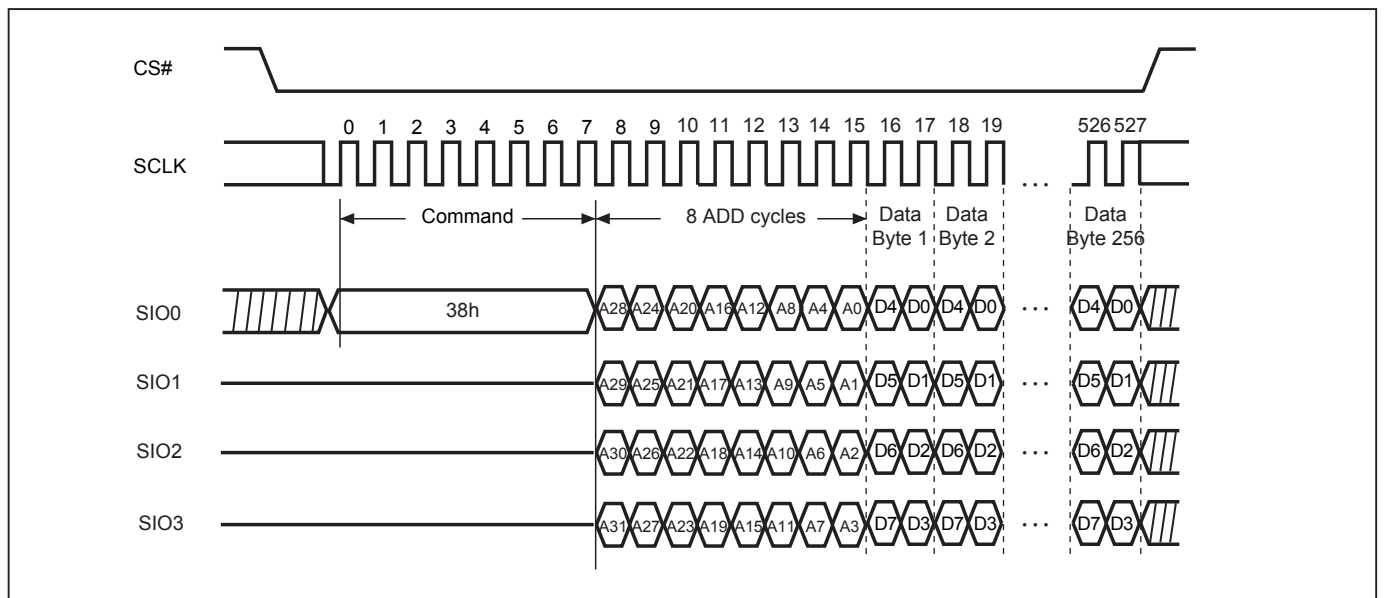 CS#
0 1 2 3 4 5 6 7 8 9 10 11 12 13 14 15 16 17 18 19 526 527
SCLK
...
Command 8 ADD cycles Data Data Data
Byte 1 Byte 2 Byte 256
SIO0 38h A28 A24 A20 A16 A12 A8 A4 A0 D4 D0 D4 D0 ... D4 D0
SIO1 A29 A25 A21 A17 A13 A9 A5 A1 D5 D1 D5 D1 ... D5 D1
SIO2 A30 A26 A22 A18 A14 A10 A6 A2 D6 D2 D6 D2 ... D6 D2
SIO3 A31 A27 A23 A19 A15 A11 A7 A3 D7 D3 D7 D3 ... D7 D3